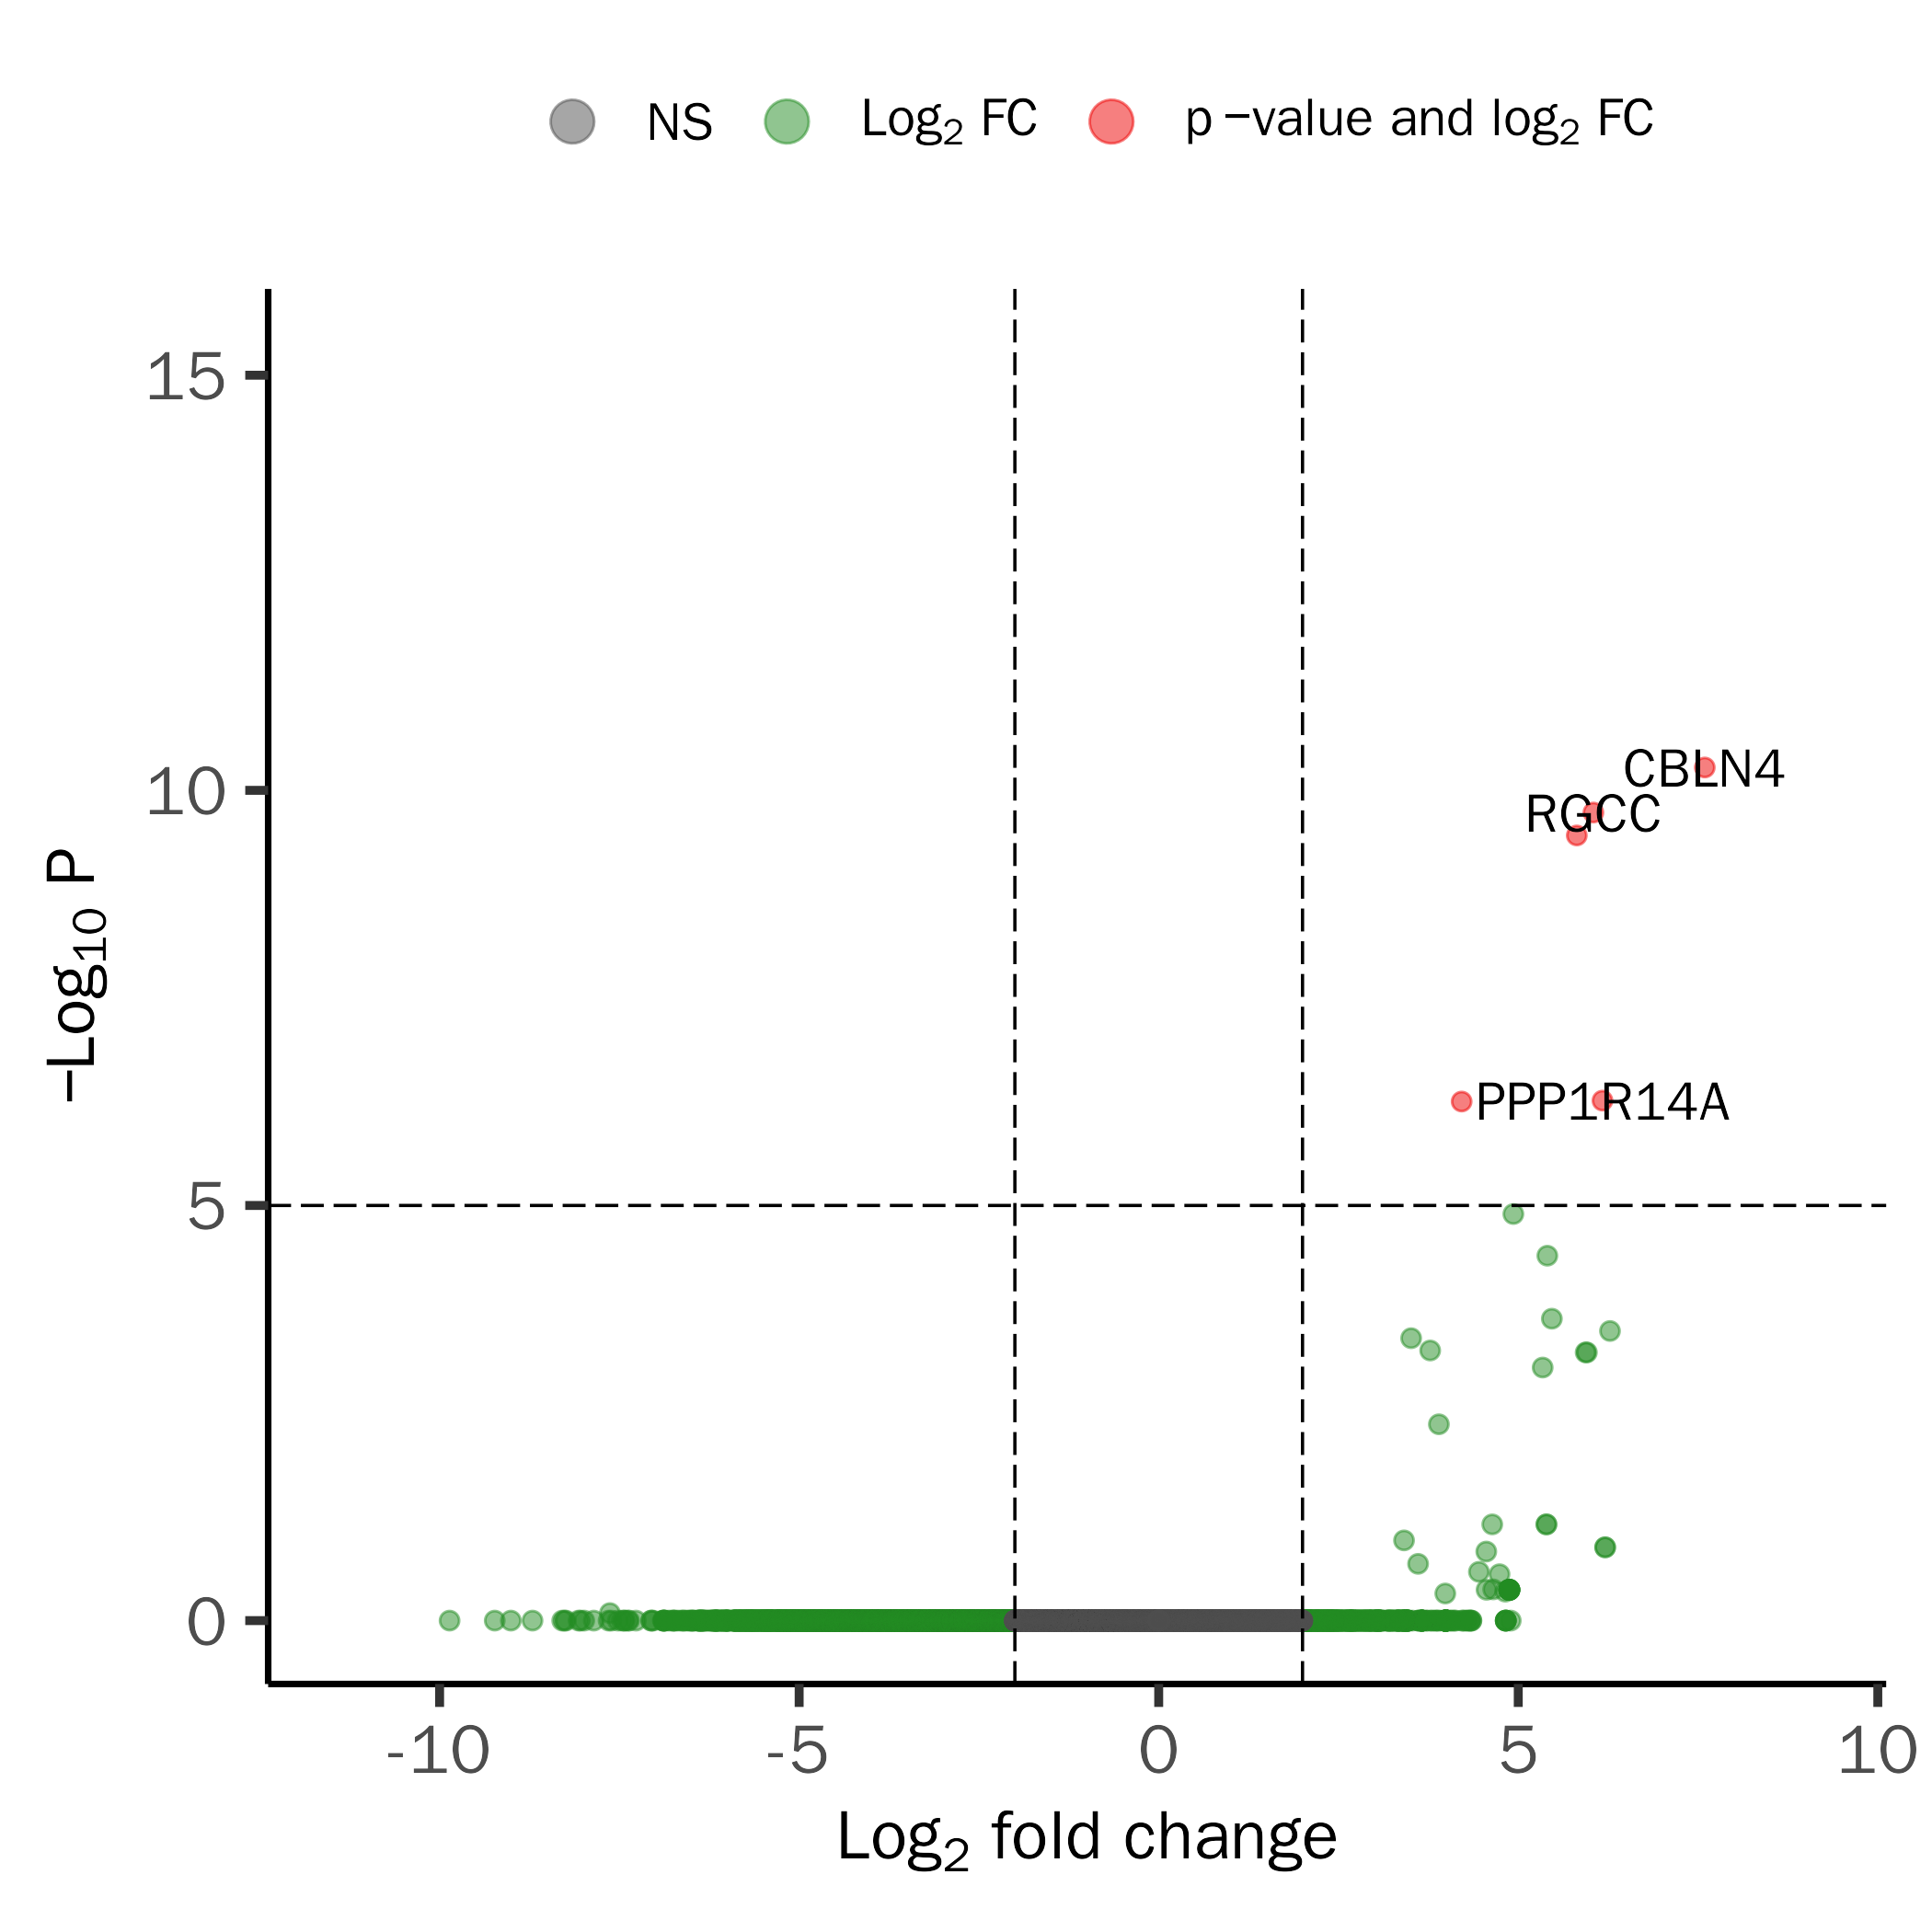 NS Log₂ FC p −value and log₂ FC
15
10
5
0
−Log₁₀ P
CBLN4
RGCC
PPP1R14A
-10 -5 0 5 10
Log₂ fold change